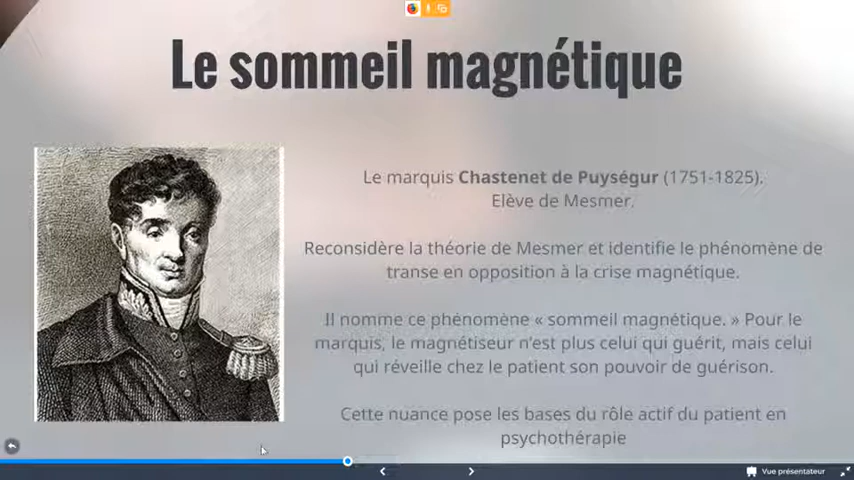 Le sommeil magnétique
Le marquis Chastenet de Puységur (1751-1825).
Elève de Mesmer.
Reconsidère la théorie de Mesmer et identifie le phénomène de
transe en opposition à la crise magnétique.
Il nomme ce phénomène « sommeil magnétique. » Pour le
marquis, le magnétiseur n'est plus celui qui guérit, mais celui
qui réveille chez le patient son pouvoir de guérison.
Cette nuance pose les bases du rôle actif du patient en
psychothérapie
Vue présentateur